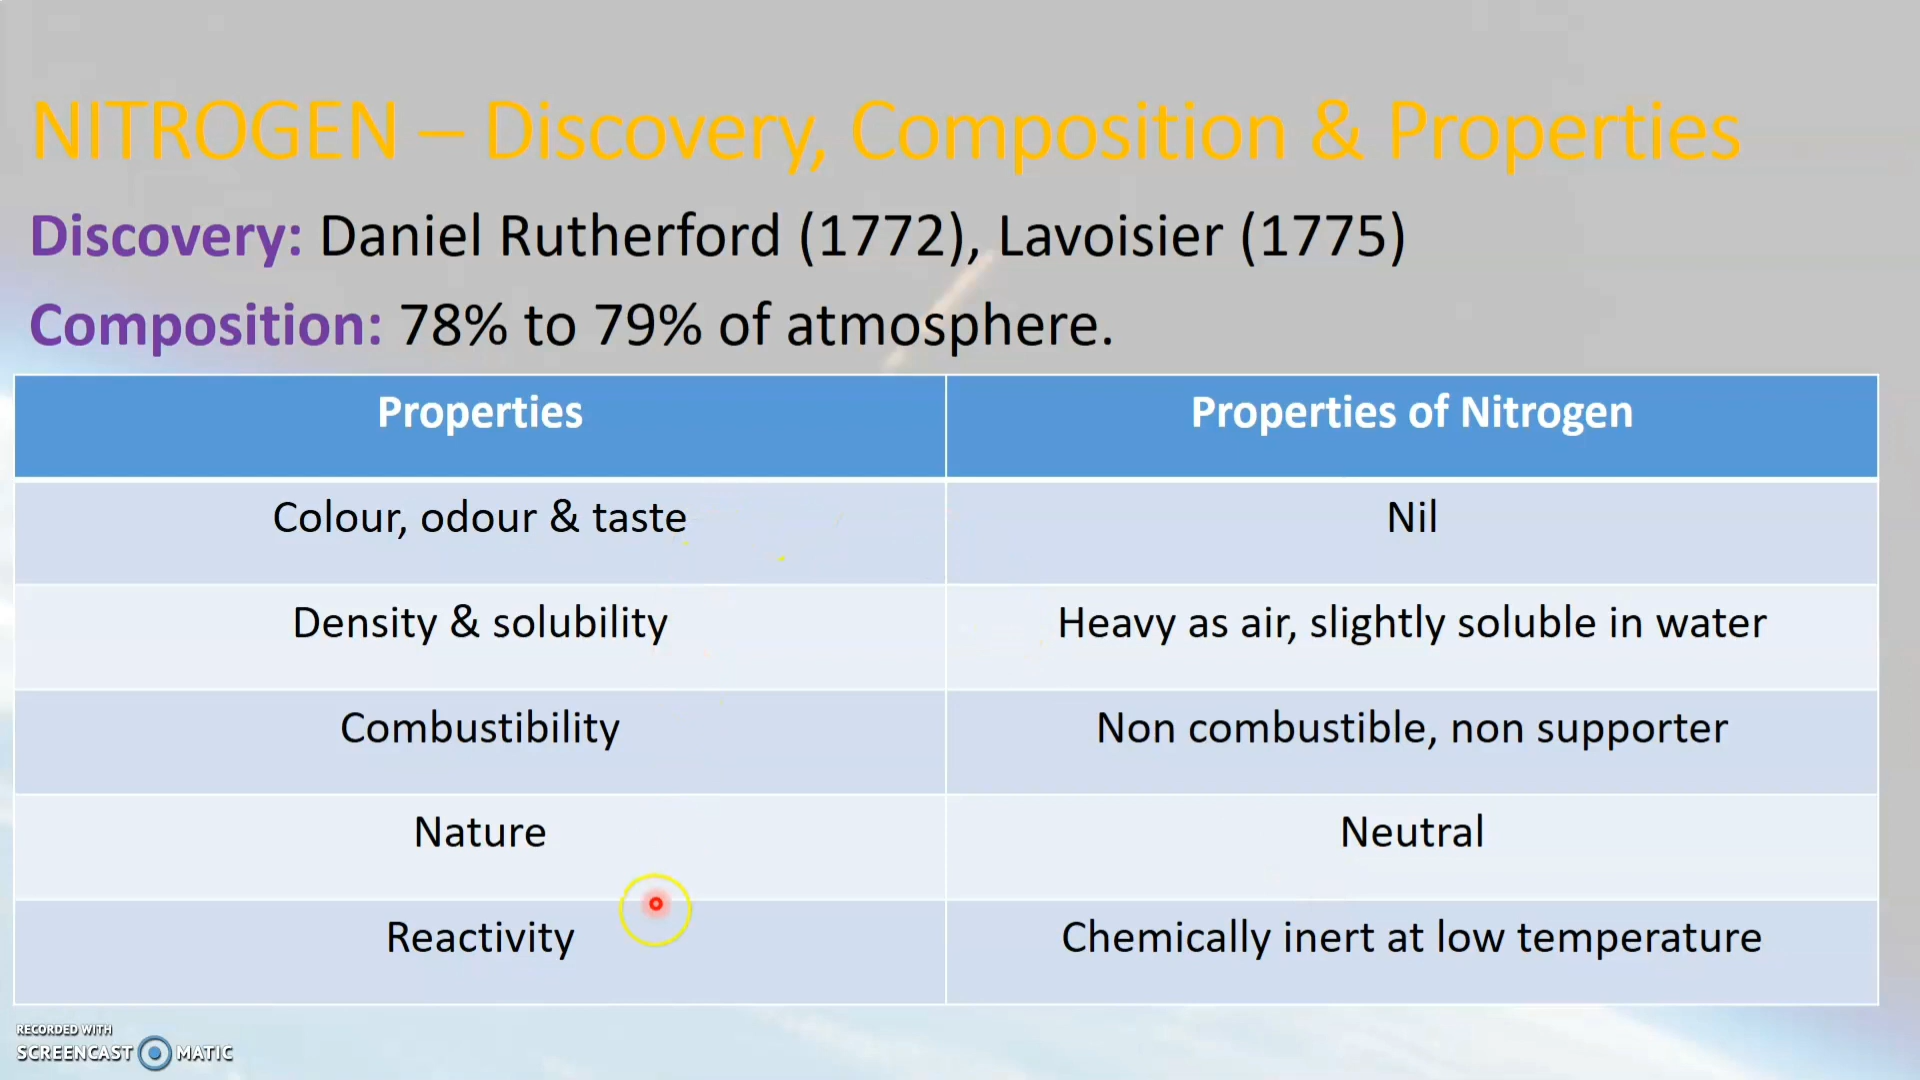 NITROGEN – Discovery, Composition & Properties
Discovery: Daniel Rutherford (1772), Lavoisier (1775)
Composition: 78% to 79% of atmosphere.
Properties
Properties of Nitrogen
Colour, odour & taste
Nil
Density & solubility
Heavy as air, slightly soluble in water
Combustibility
Non combustible, non supporter
Nature
Neutral
Reactivity
Chemically inert at low temperature
RECORDED WITH
SCREENCAST MATIC